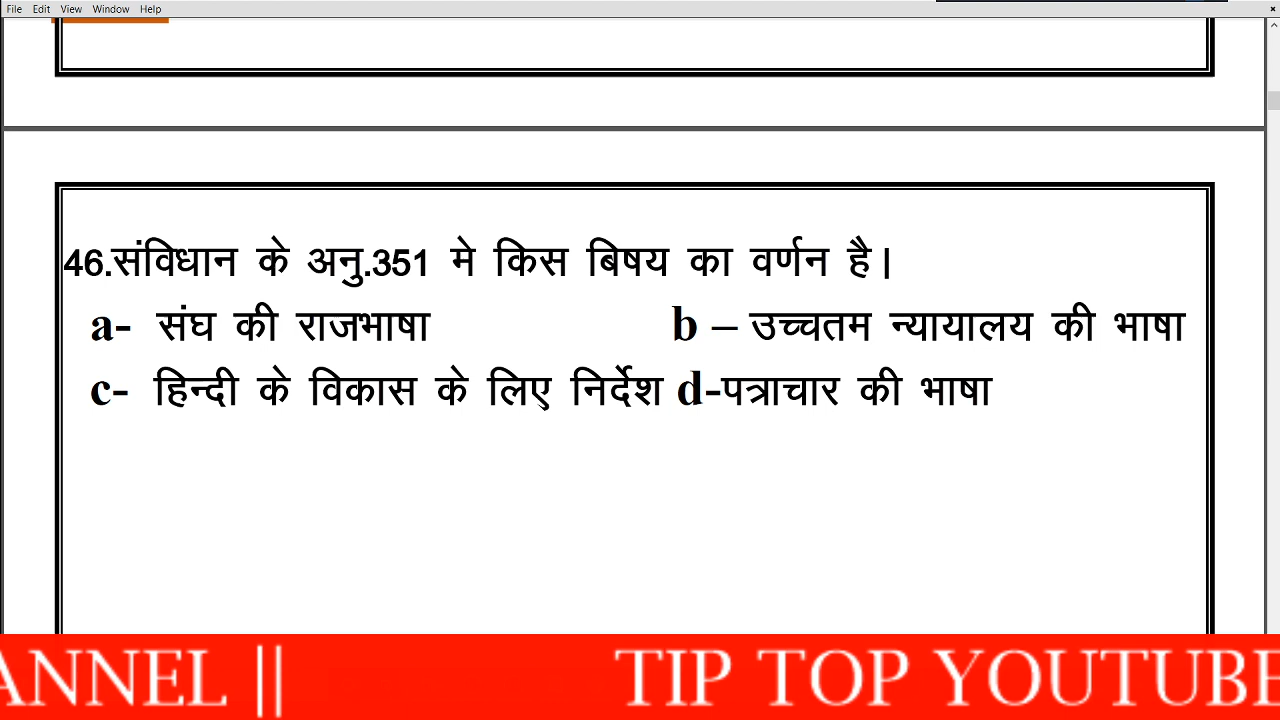 File Edit View Window Help
46.संविधान के अनु.351 मे किस बिषय का वर्णन है|
a- संघ की राजभाषा b – उच्चतम न्यायालय की भाषा
c- हिन्दी के विकास के लिए निर्देश d-पत्राचार की भाषा
ANNEL || TIP TOP YOUTUBE